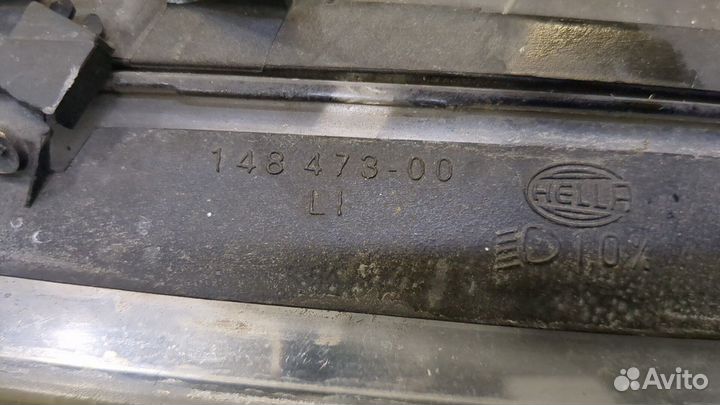 148 473-00
LI
HELLA
10%
Avito